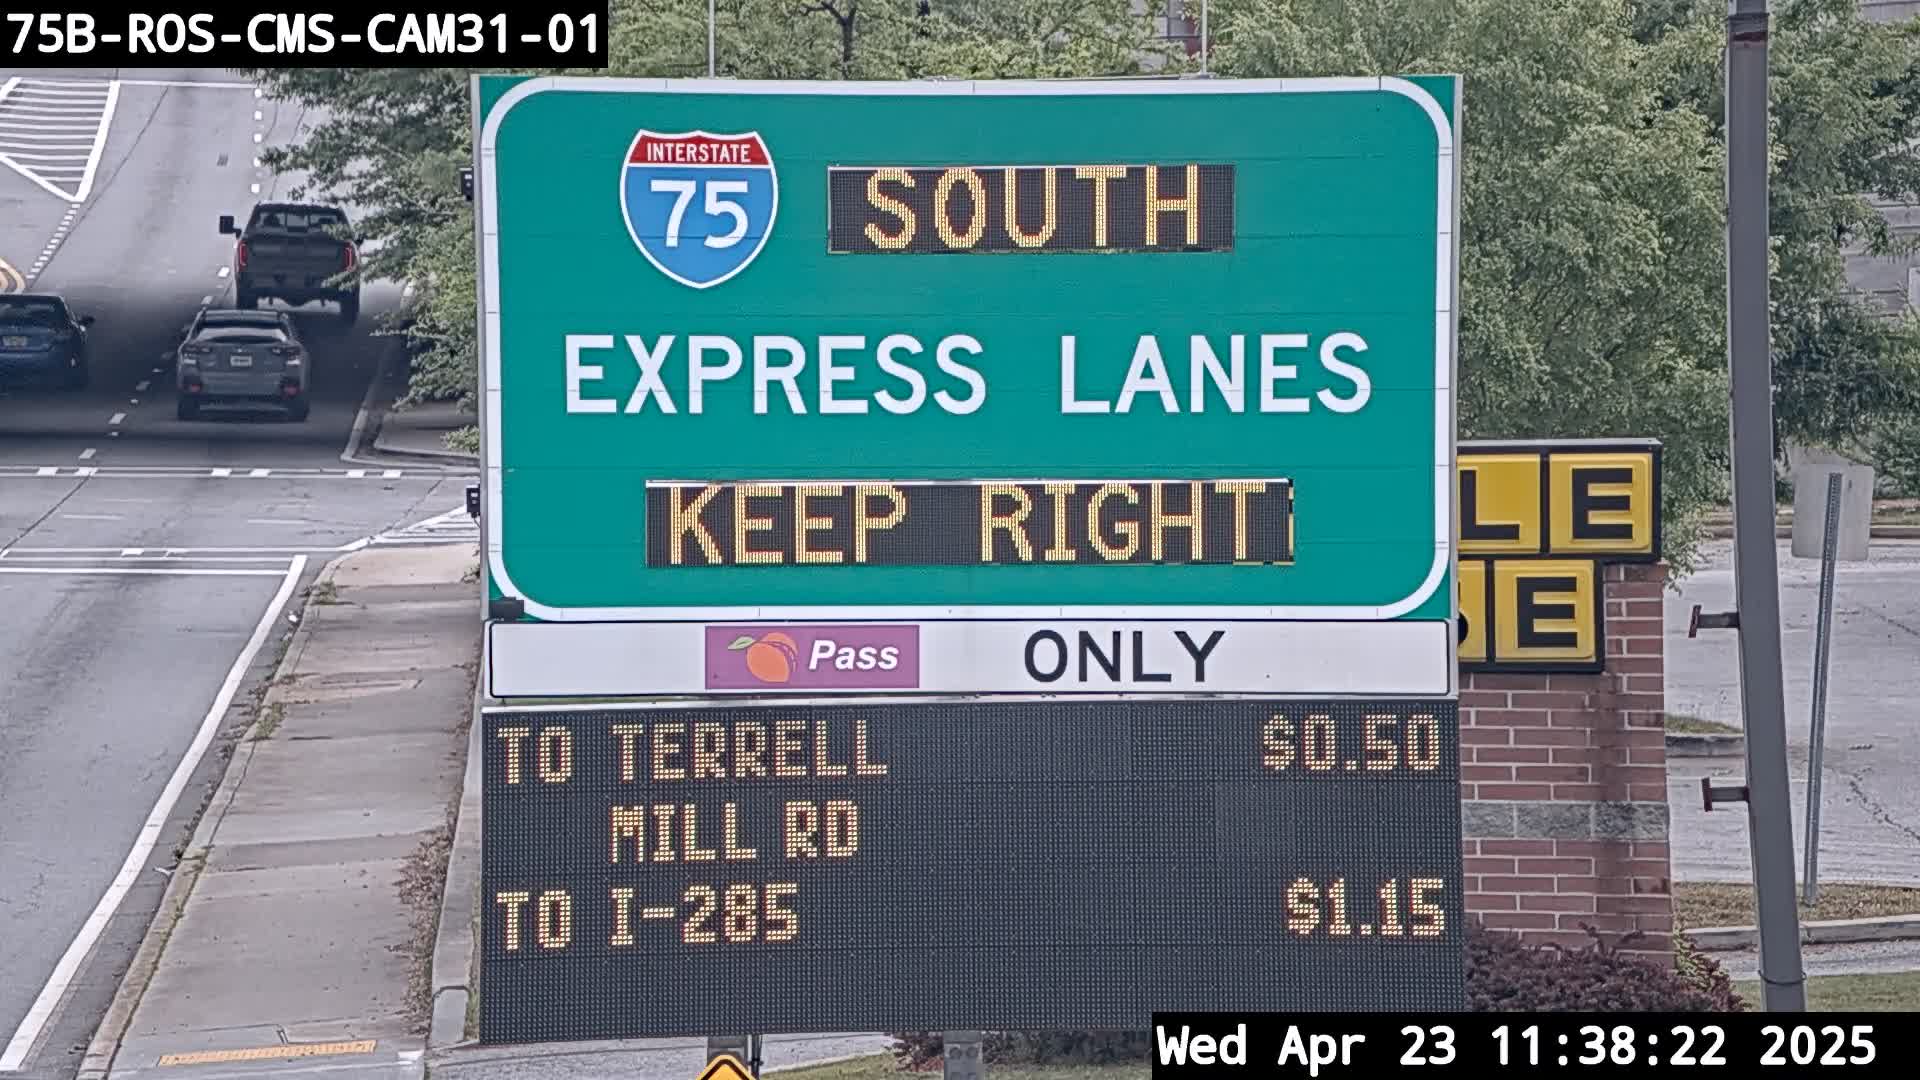 75B-ROS-CMS-CAM31-01
INTERSTATE
75
SOUTH
EXPRESS LANES
KEEP RIGHT
Pass ONLY
TO TERRELL $0.50
MILL RD
TO I-285 $1.15
LE
E
Wed Apr 23 11:38:22 2025